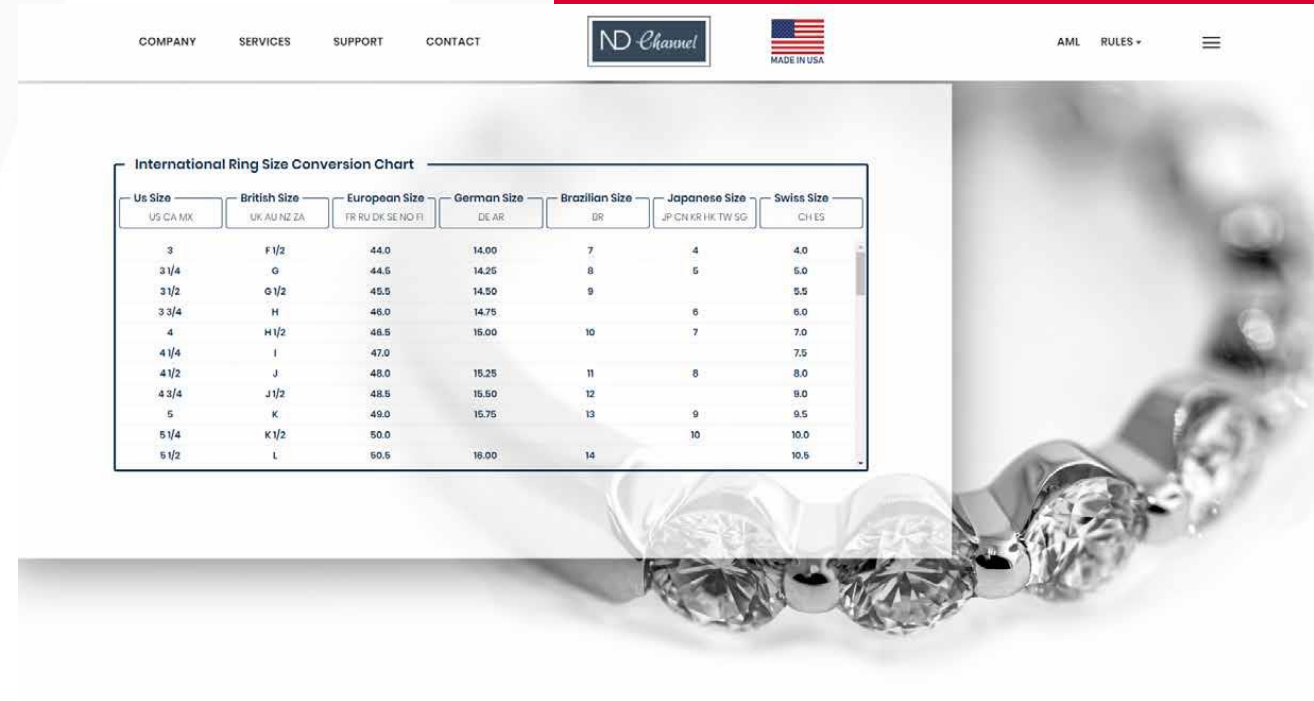 COMPANY SERVICES SUPPORT CONTACT ND Channel MADE IN USA AML RULES
International Ring Size Conversion Chart
Us Size British Size European Size German Size Brazilian Size Japanese Size Swiss Size
US CA MX UK AU NZ ZA FR RU DK SE NO FI DE AR BR JP CN KR HK TW SG CH ES
3 F 1/2 44.0 14.00 7 4 4.0
3 1/4 G 44.5 14.25 8 5 5.0
3 1/2 G 1/2 45.5 14.50 9 5.5
3 3/4 H 46.0 14.75 6 6.0
4 H 1/2 46.5 15.00 10 7 7.0
4 1/4 I 47.0 7.5
4 1/2 J 48.0 15.25 11 8 8.0
4 3/4 J 1/2 48.5 15.50 12 9.0
5 K 49.0 15.75 13 9 9.5
5 1/4 K 1/2 50.0 10 10.0
5 1/2 L 50.5 16.00 14 10.5